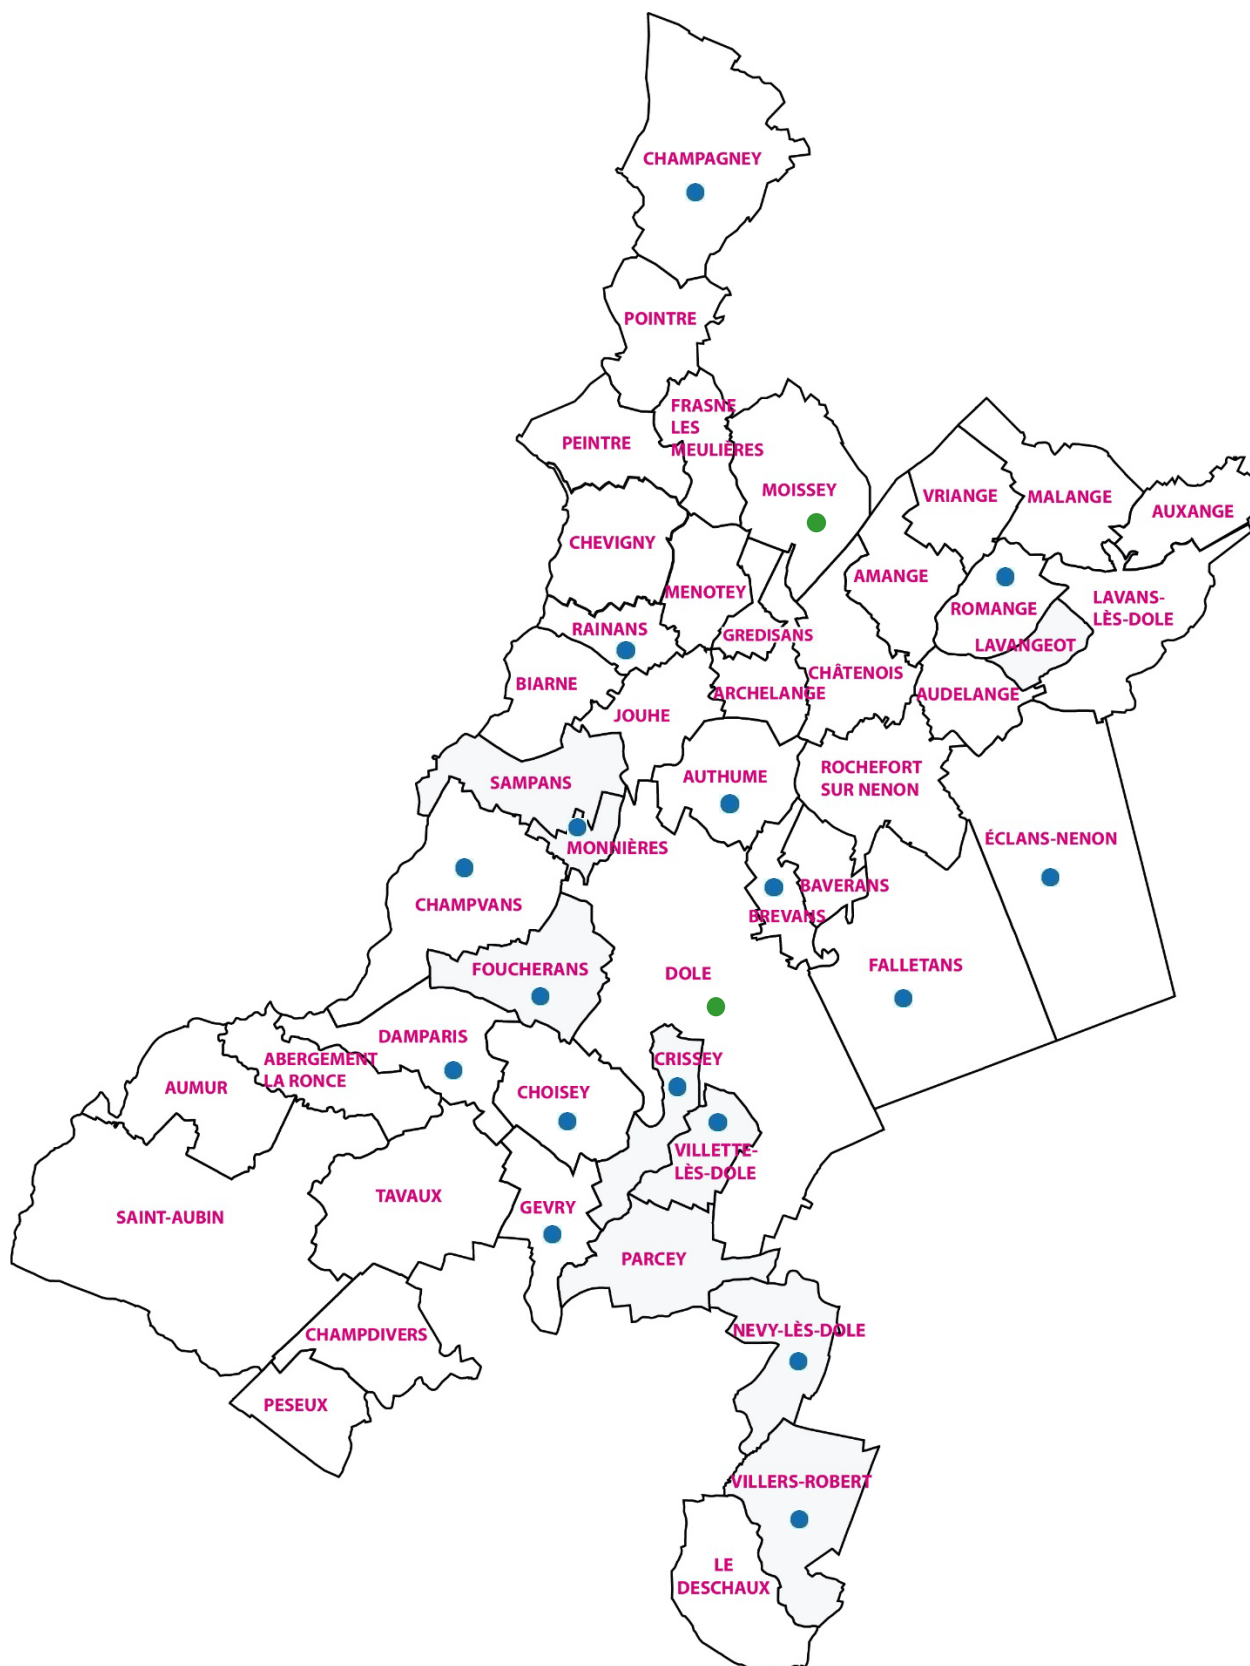 CHAMPAGNEY
POINTRE
FRASNE
LES
MEULIÈRES
PEINTRE
MOISSEY
VRIANGE
MALANGE
AUXANGE
CHEVIGNY
AMANGE
MENOTEY
ROMANGE
LAVANS-
LÈS-DOLE
RAINANS
GREDISANS
LAVANGEOT
CHÂTENOIS
BIARNE
ARCHELANGE
AUDELANGE
JOUHE
SAMPANS
AUTHUME
ROCHEFORT
SUR NENON
ÉCLANS-NENON
MONNIÈRES
BAVERANS
CHAMPVANS
BREVANS
FOUCHERANS
DOLE
FALLETANS
DAMPARIS
ABERGEMENT
LA RONCE
CRISSEY
AUMUR
CHOISEY
VILLETTE-
LÈS-DOLE
TAVAUX
GEVRY
SAINT-AUBIN
PARCEY
CHAMPDIVERS
NEVY-LÈS-DOLE
PESEUX
VILLERS-ROBERT
LE
DESCHAUX